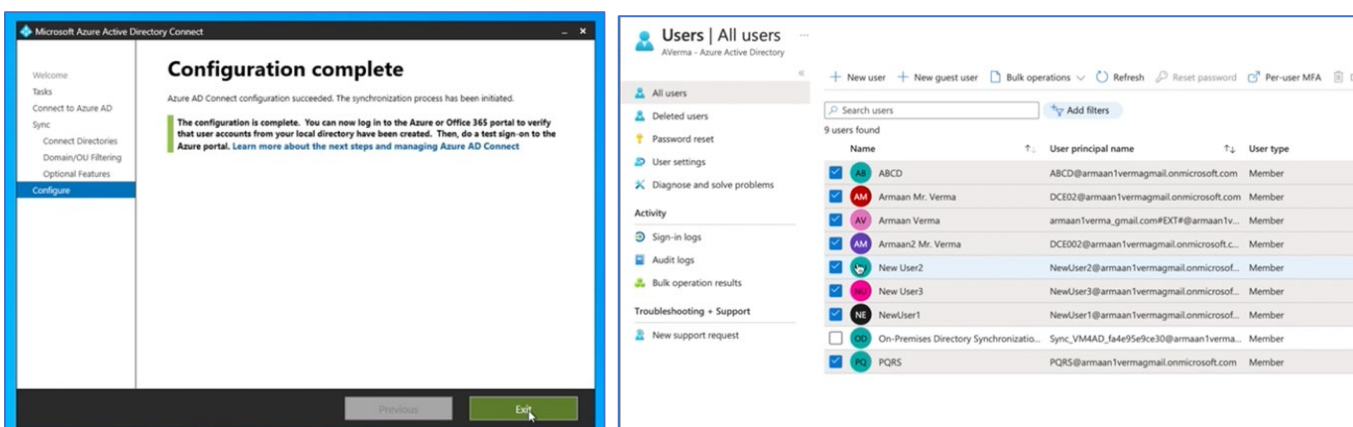 Microsoft Azure Active Directory Connect
Welcome
Tasks
Connect to Azure AD
Sync
Connect Directories
Domain/OU Filtering
Optional Features
Configure
Configuration complete
Azure AD Connect configuration succeeded. The synchronization process has been initiated.
The configuration is complete. You can now log in to the Azure or Office 365 portal to verify
that user accounts from your local directory have been created. Then, do a test sign-on to the
Azure portal. Learn more about the next steps and managing Azure AD Connect
Previous
Exit
Users | All users ...
AVerma - Azure Active Directory
All users
Deleted users
Password reset
User settings
Diagnose and solve problems
Activity
Sign-in logs
Audit logs
Bulk operation results
Troubleshooting + Support
New support request
New user New guest user Bulk operations Refresh Reset password Per-user MFA
Search users Add filters
9 users found
Name User principal name User type
AB ABCD ABCD@armaan1vermagmail.onmicrosoft.com Member
AM Armaan Mr. Verma DCE02@armaan1vermagmail.onmicrosoft.com Member
AV Armaan Verma armaan1verma_gmail.com#EXT#@armaan1v... Member
AM Armaan2 Mr. Verma DCE002@armaan1vermagmail.onmicrosoft.c... Member
New User2 NewUser2@armaan1vermagmail.onmicrosof... Member
NU New User3 NewUser3@armaan1vermagmail.onmicrosof... Member
NE NewUser1 NewUser1@armaan1vermagmail.onmicrosof... Member
OD On-Premises Directory Synchronizatio... Sync_VM4AD_fa4e95e9ce30@armaan1verma... Member
PQ PQRS PQRS@armaan1vermagmail.onmicrosoft.com Member